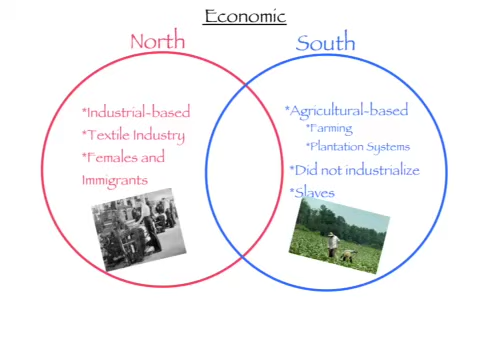 Economic
North
South
*Industrial-based
*Textile Industry
*Females and
Immigrants
*Agricultural-based
*Farming
*Plantation Systems
*Did not industrialize
*Slaves